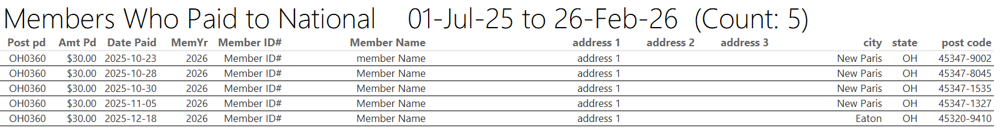 Members Who Paid to National 01-Jul-25 to 26-Feb-26 (Count: 5)
Post pd Amt Pd Date Paid MemYr Member ID# Member Name address 1 address 2 address 3 city state post code
OH0360 $30.00 2025-10-23 2026 Member ID# member Name address 1 New Paris OH 45347-9002
OH0360 $30.00 2025-10-28 2026 Member ID# Member Name address 1 New Paris OH 45347-8045
OH0360 $30.00 2025-10-30 2026 Member ID# Member Name address 1 New Paris OH 45347-1535
OH0360 $30.00 2025-11-05 2026 Member ID# Member Name address 1 New Paris OH 45347-1327
OH0360 $30.00 2025-12-18 2026 Member ID# Member Name address 1 Eaton OH 45320-9410